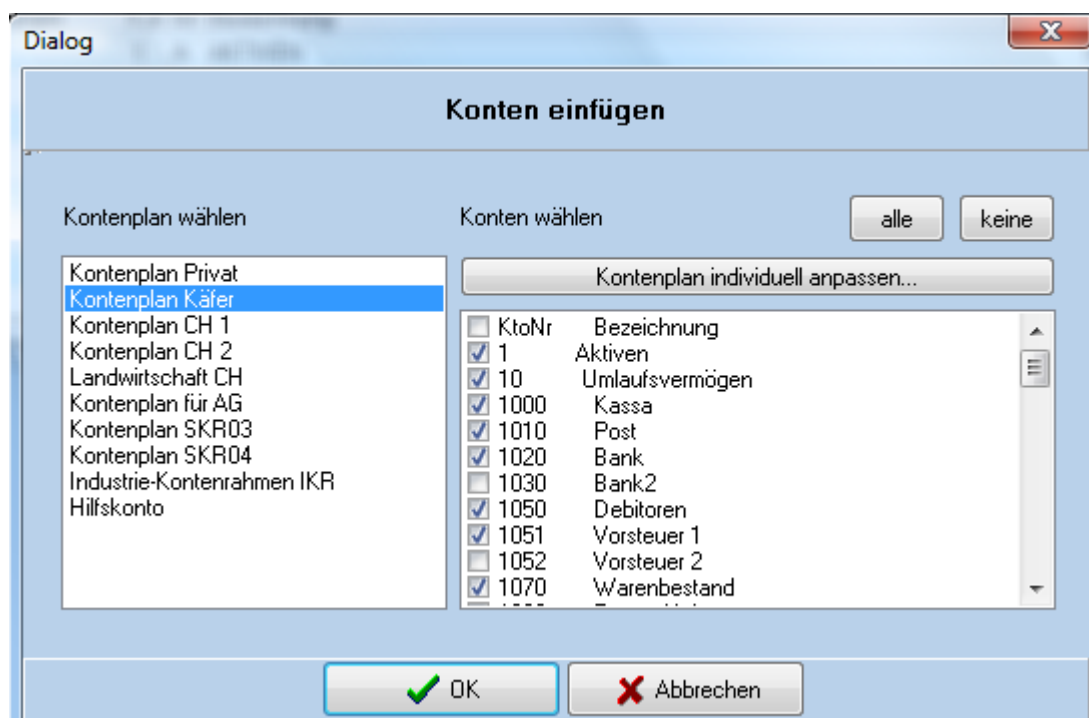 Dialog
Konten einfügen
Kontenplan wählen
Konten wählen
alle
keine
Kontenplan Privat
Kontenplan Käfer
Kontenplan CH 1
Kontenplan CH 2
Landwirtschaft CH
Kontenplan für AG
Kontenplan SKR03
Kontenplan SKR04
Industrie-Kontenrahmen IKR
Hilfskonto
Kontenplan individuell anpassen...
KtoNr Bezeichnung
1 Aktiven
10 Umlaufsvermögen
1000 Kassa
1010 Post
1020 Bank
1030 Bank2
1050 Debitoren
1051 Vorsteuer 1
1052 Vorsteuer 2
1070 Warenbestand
OK
Abbrechen